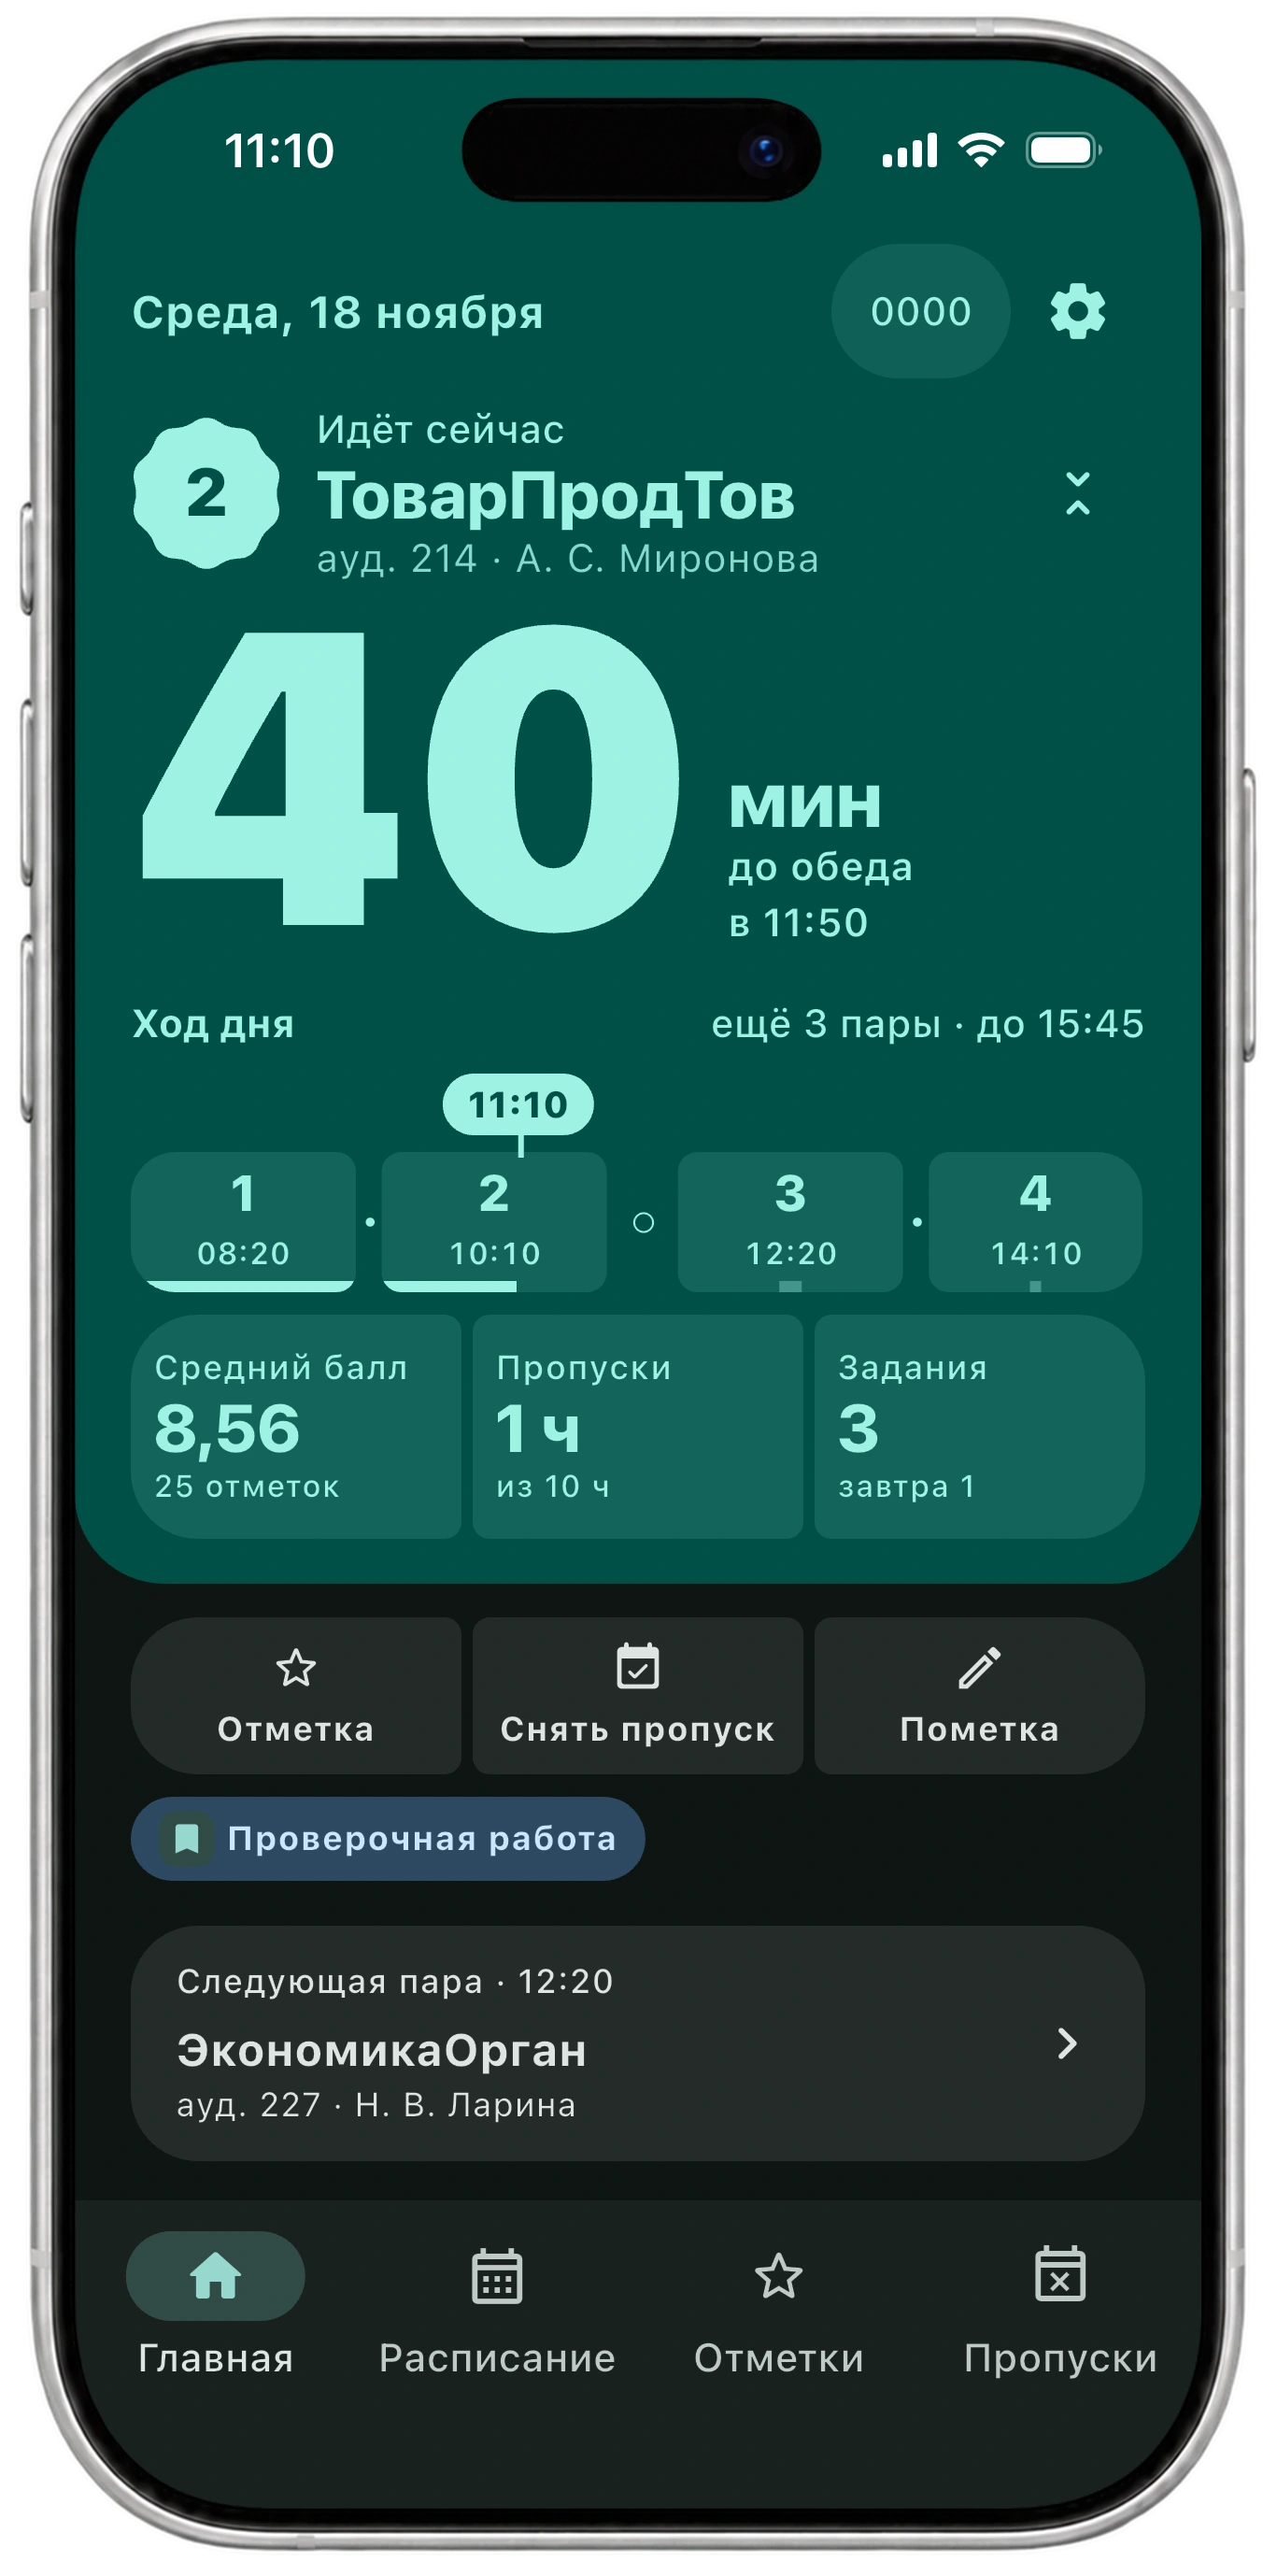 11:10
Среда, 18 ноября
0000
2
Идёт сейчас
ТоварПродТов
ауд. 214 · А. С. Миронова
40
мин
до обеда
в 11:50
Ход дня
ещё 3 пары · до 15:45
11:10
1
08:20
2
10:10
3
12:20
4
14:10
Средний балл
8,56
25 отметок
Пропуски
1 ч
из 10 ч
Задания
3
завтра 1
Отметка
Снять пропуск
Пометка
Проверочная работа
Следующая пара · 12:20
ЭкономикаОрган
ауд. 227 · Н. В. Ларина
Главная
Расписание
Отметки
Пропуски